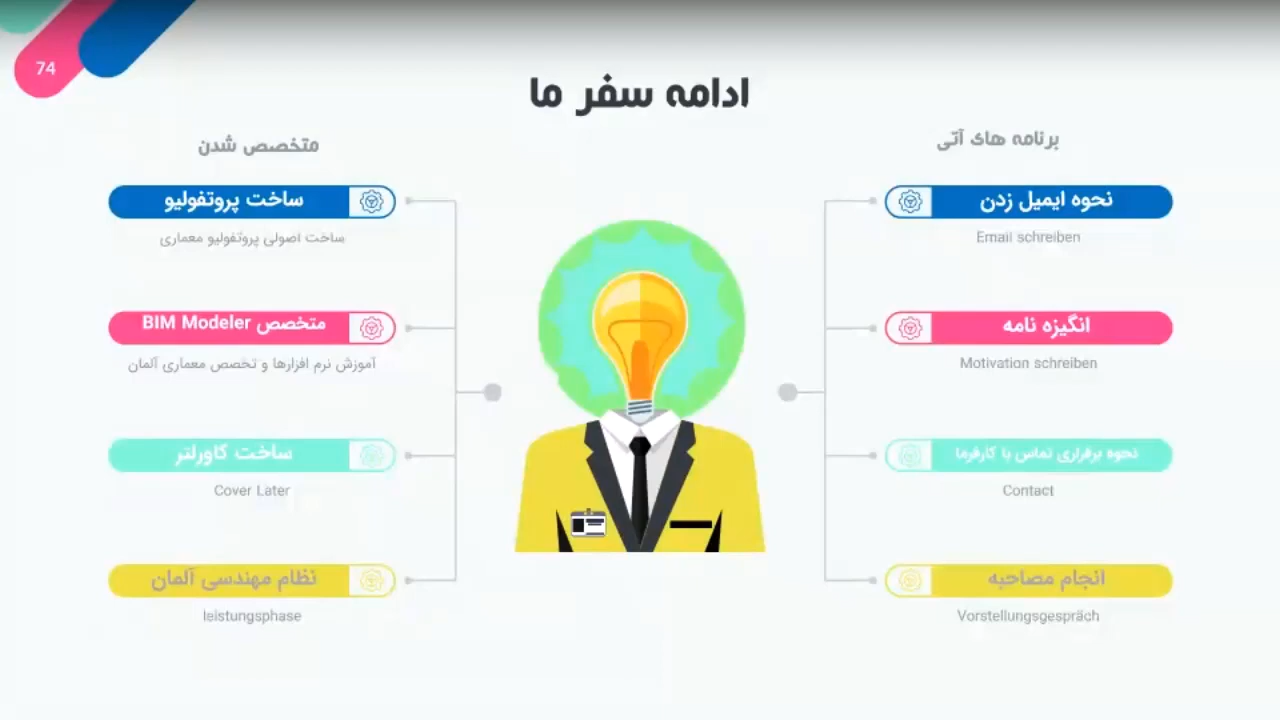 74
ادامه سفر ما
برنامه های آتی
نحوه ایمیل زدن
Email schreiben
انگیزه نامه
Motivation schreiben
نحوه برقراری تماس با کارفرما
Contact
انجام مصاحبه
Vorstellungsgespräch
متخصص شدن
ساخت پروتفولیو
ساخت اصولی پروتفولیو معماری
متخصص BIM Modeler
آموزش نرم افزارها و تخصص معماری آلمان
ساخت کاورلتر
Cover Later
نظام مهندسی آلمان
leistungsphase